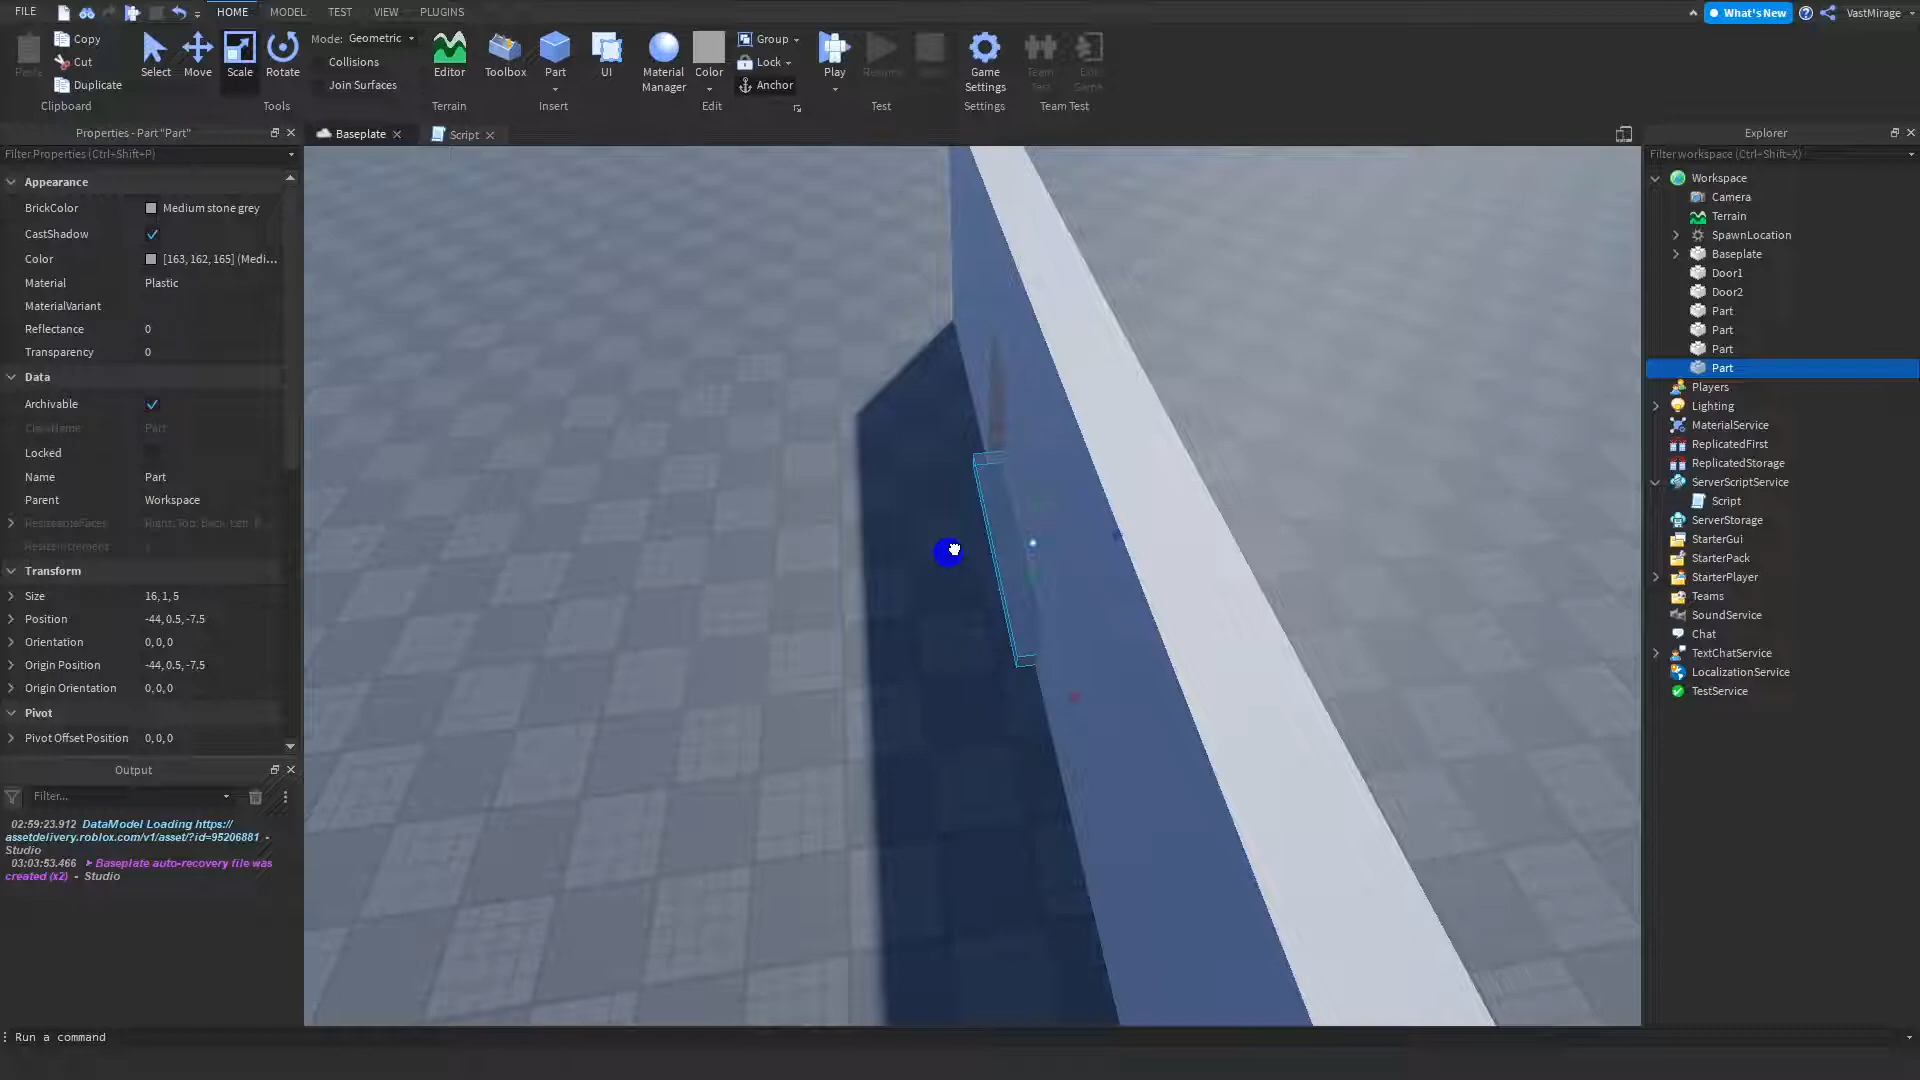 FILE HOME MODEL TEST VIEW PLUGINS What's New VastMirage
Copy
Cut
Duplicate
Clipboard
Select Move Scale Rotate
Tools
Mode: Geometric
Collisions
Join Surfaces
Editor
Terrain
Toolbox Part UI
Insert
Material Manager Color
Group
Lock
Anchor
Edit
Play
Test
Game Settings
Settings
Team Test
Properties - Part "Part"
Filter Properties (Ctrl+Shift+P)
Appearance
BrickColor Medium stone grey
CastShadow
Color [163, 162, 165] (Medi...
Material Plastic
MaterialVariant
Reflectance 0
Transparency 0
Data
Archivable
ClassName Part
Locked
Name Part
Parent Workspace
Transform
Size 16, 1, 5
Position -44, 0.5, -7.5
Orientation 0, 0, 0
Origin Position -44, 0.5, -7.5
Origin Orientation 0, 0, 0
Pivot
Pivot Offset Position 0, 0, 0
Output
Filter...
02:59:23.912 DataModel Loading https://
assetdelivery.roblox.com/v1/asset/?id=95206881 -
Studio
03:03:53.466 Baseplate auto-recovery file was
created (x2) - Studio
Run a command
Baseplate Script
Explorer
Filter workspace (Ctrl+Shift+X)
Workspace
Camera
Terrain
SpawnLocation
Baseplate
Door1
Door2
Part
Part
Part
Part
Players
Lighting
MaterialService
ReplicatedFirst
ReplicatedStorage
ServerScriptService
Script
ServerStorage
StarterGui
StarterPack
StarterPlayer
Teams
SoundService
Chat
TextChatService
LocalizationService
TestService